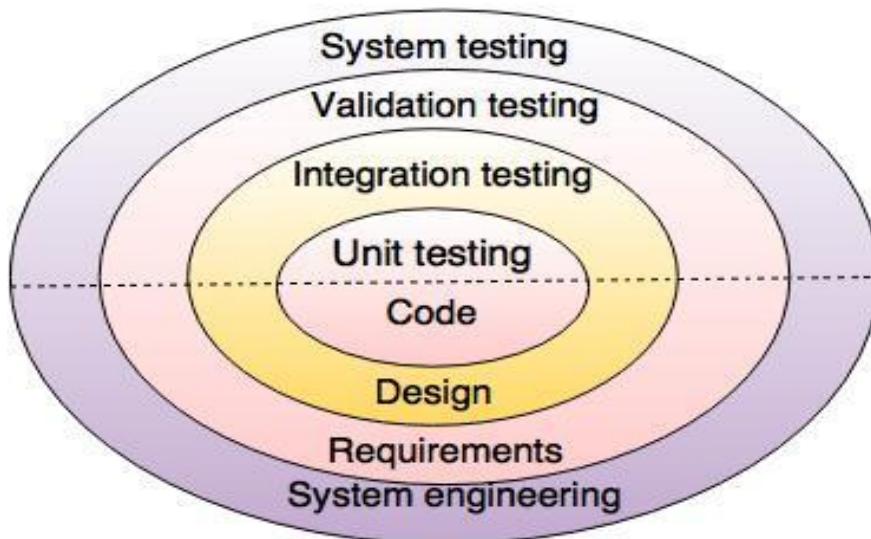 System testing
Validation testing
Integration testing
Unit testing
Code
Design
Requirements
System engineering